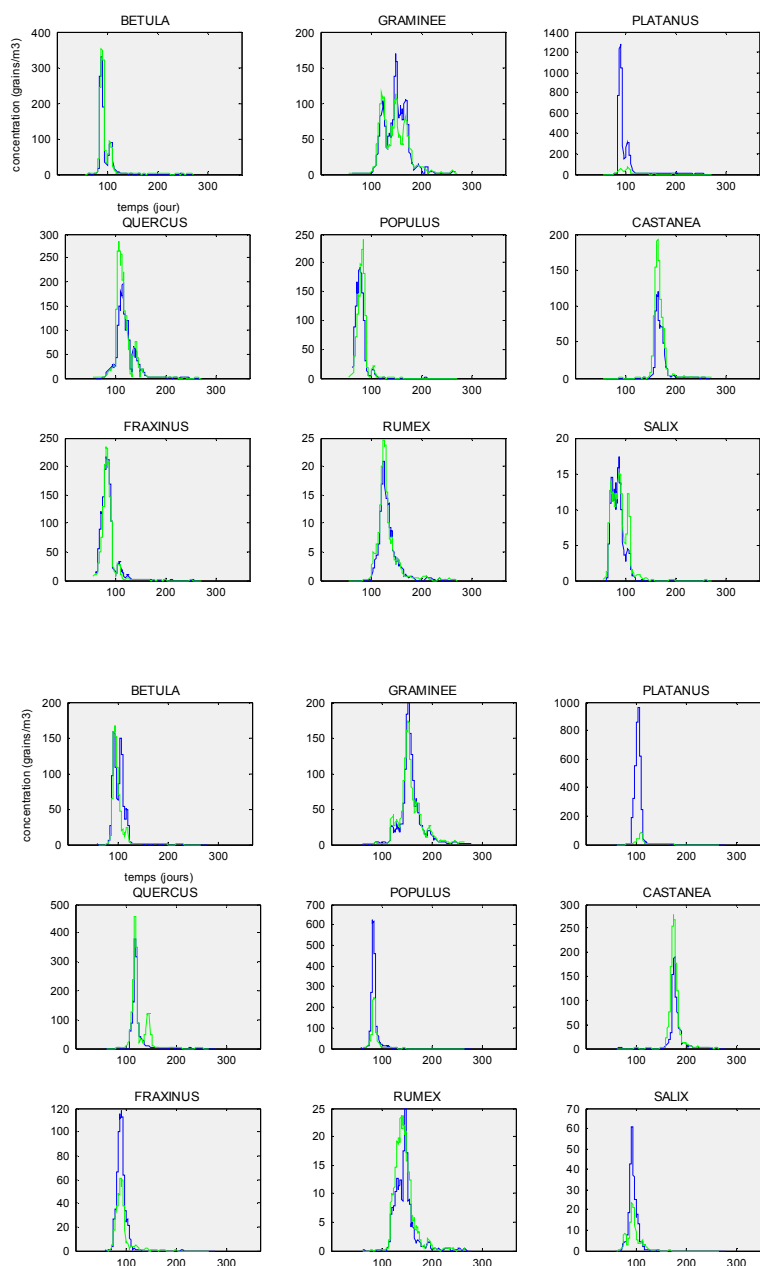 BETULA
GRAMINEE
PLATANUS
concentration (grains/m3)
400
300
200
100
0
100 200 300
temps (jour)
200
150
100
50
0
100 200 300
1400
1200
1000
800
600
400
200
0
100 200 300
QUERCUS
POPULUS
CASTANEA
300
250
200
150
100
50
0
100 200 300
250
200
150
100
50
0
100 200 300
200
150
100
50
0
100 200 300
FRAXINUS
RUMEX
SALIX
250
200
150
100
50
0
100 200 300
25
20
15
10
5
0
100 200 300
20
15
10
5
0
100 200 300
BETULA
GRAMINEE
PLATANUS
concentration (grains/m3)
200
150
100
50
0
100 200 300
temps (jours)
200
150
100
50
0
100 200 300
1000
800
600
400
200
0
100 200 300
QUERCUS
POPULUS
CASTANEA
500
400
300
200
100
0
100 200 300
700
600
500
400
300
200
100
0
100 200 300
300
250
200
150
100
50
0
100 200 300
FRAXINUS
RUMEX
SALIX
120
100
80
60
40
20
0
100 200 300
25
20
15
10
5
0
100 200 300
70
60
50
40
30
20
10
0
100 200 300